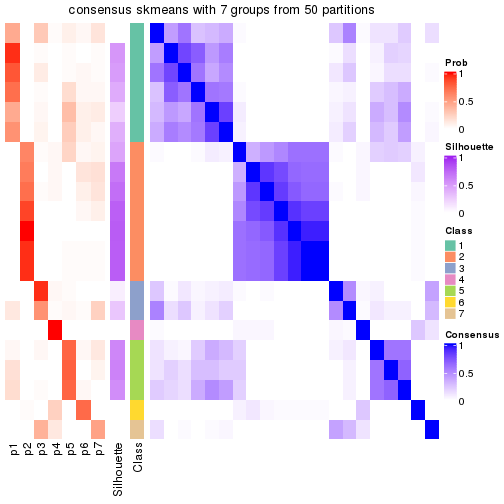 consensus skmeans with 7 groups from 50 partitions
Prob
1
0.5
0
Silhouette
1
0.5
0
Class
1
2
3
4
5
6
7
Consensus
1
0.5
0
p1
p2
p3
p4
p5
p6
p7
Silhouette
Class